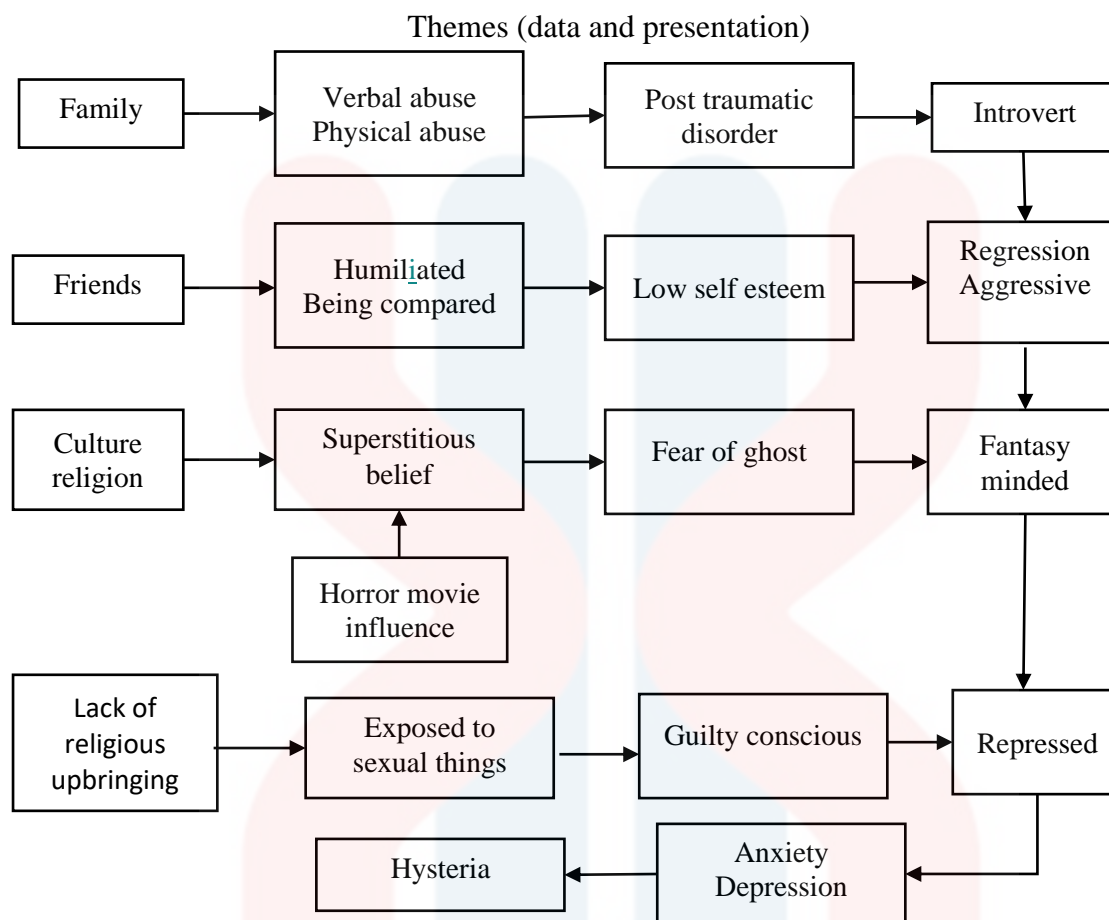 Themes (data and presentation)
Family
Verbal abuse
Physical abuse
Post traumatic
disorder
Introvert
Friends
Humiliated
Being compared
Low self esteem
Regression
Aggressive
Culture
religion
Superstitious
belief
Fear of ghost
Fantasy
minded
Horror movie
influence
Lack of
religious
upbringing
Exposed to
sexual things
Guilty conscious
Repressed
Hysteria
Anxiety
Depression